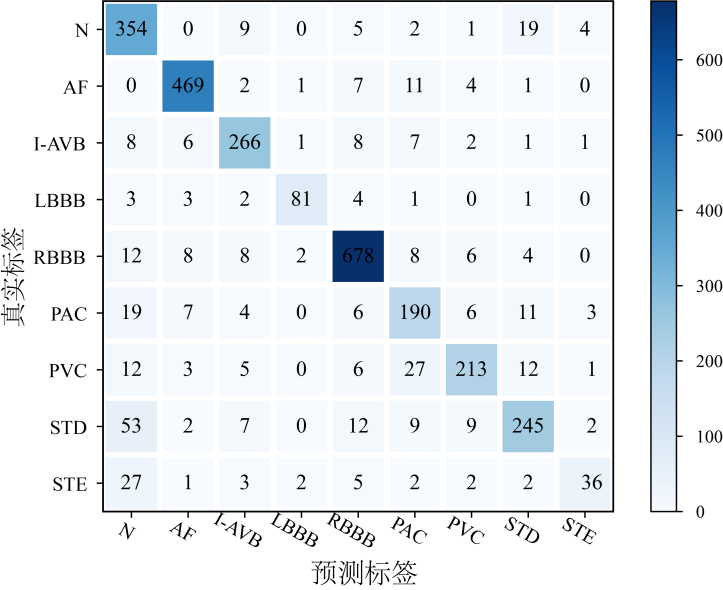 N 354 0 9 0 5 2 1 19 4
AF 0 469 2 1 7 11 4 1 0
I-AVB 8 6 266 1 8 7 2 1 1
LBBB 3 3 2 81 4 1 0 1 0
RBBB 12 8 8 2 678 8 6 4 0
PAC 19 7 4 0 6 190 6 11 3
PVC 12 3 5 0 6 27 213 12 1
STD 53 2 7 0 12 9 9 245 2
STE 27 1 3 2 5 2 2 2 36
N AF I-AVB LBBB RBBB PAC PVC STD STE
真实标签
预测标签
600
500
400
300
200
100
0